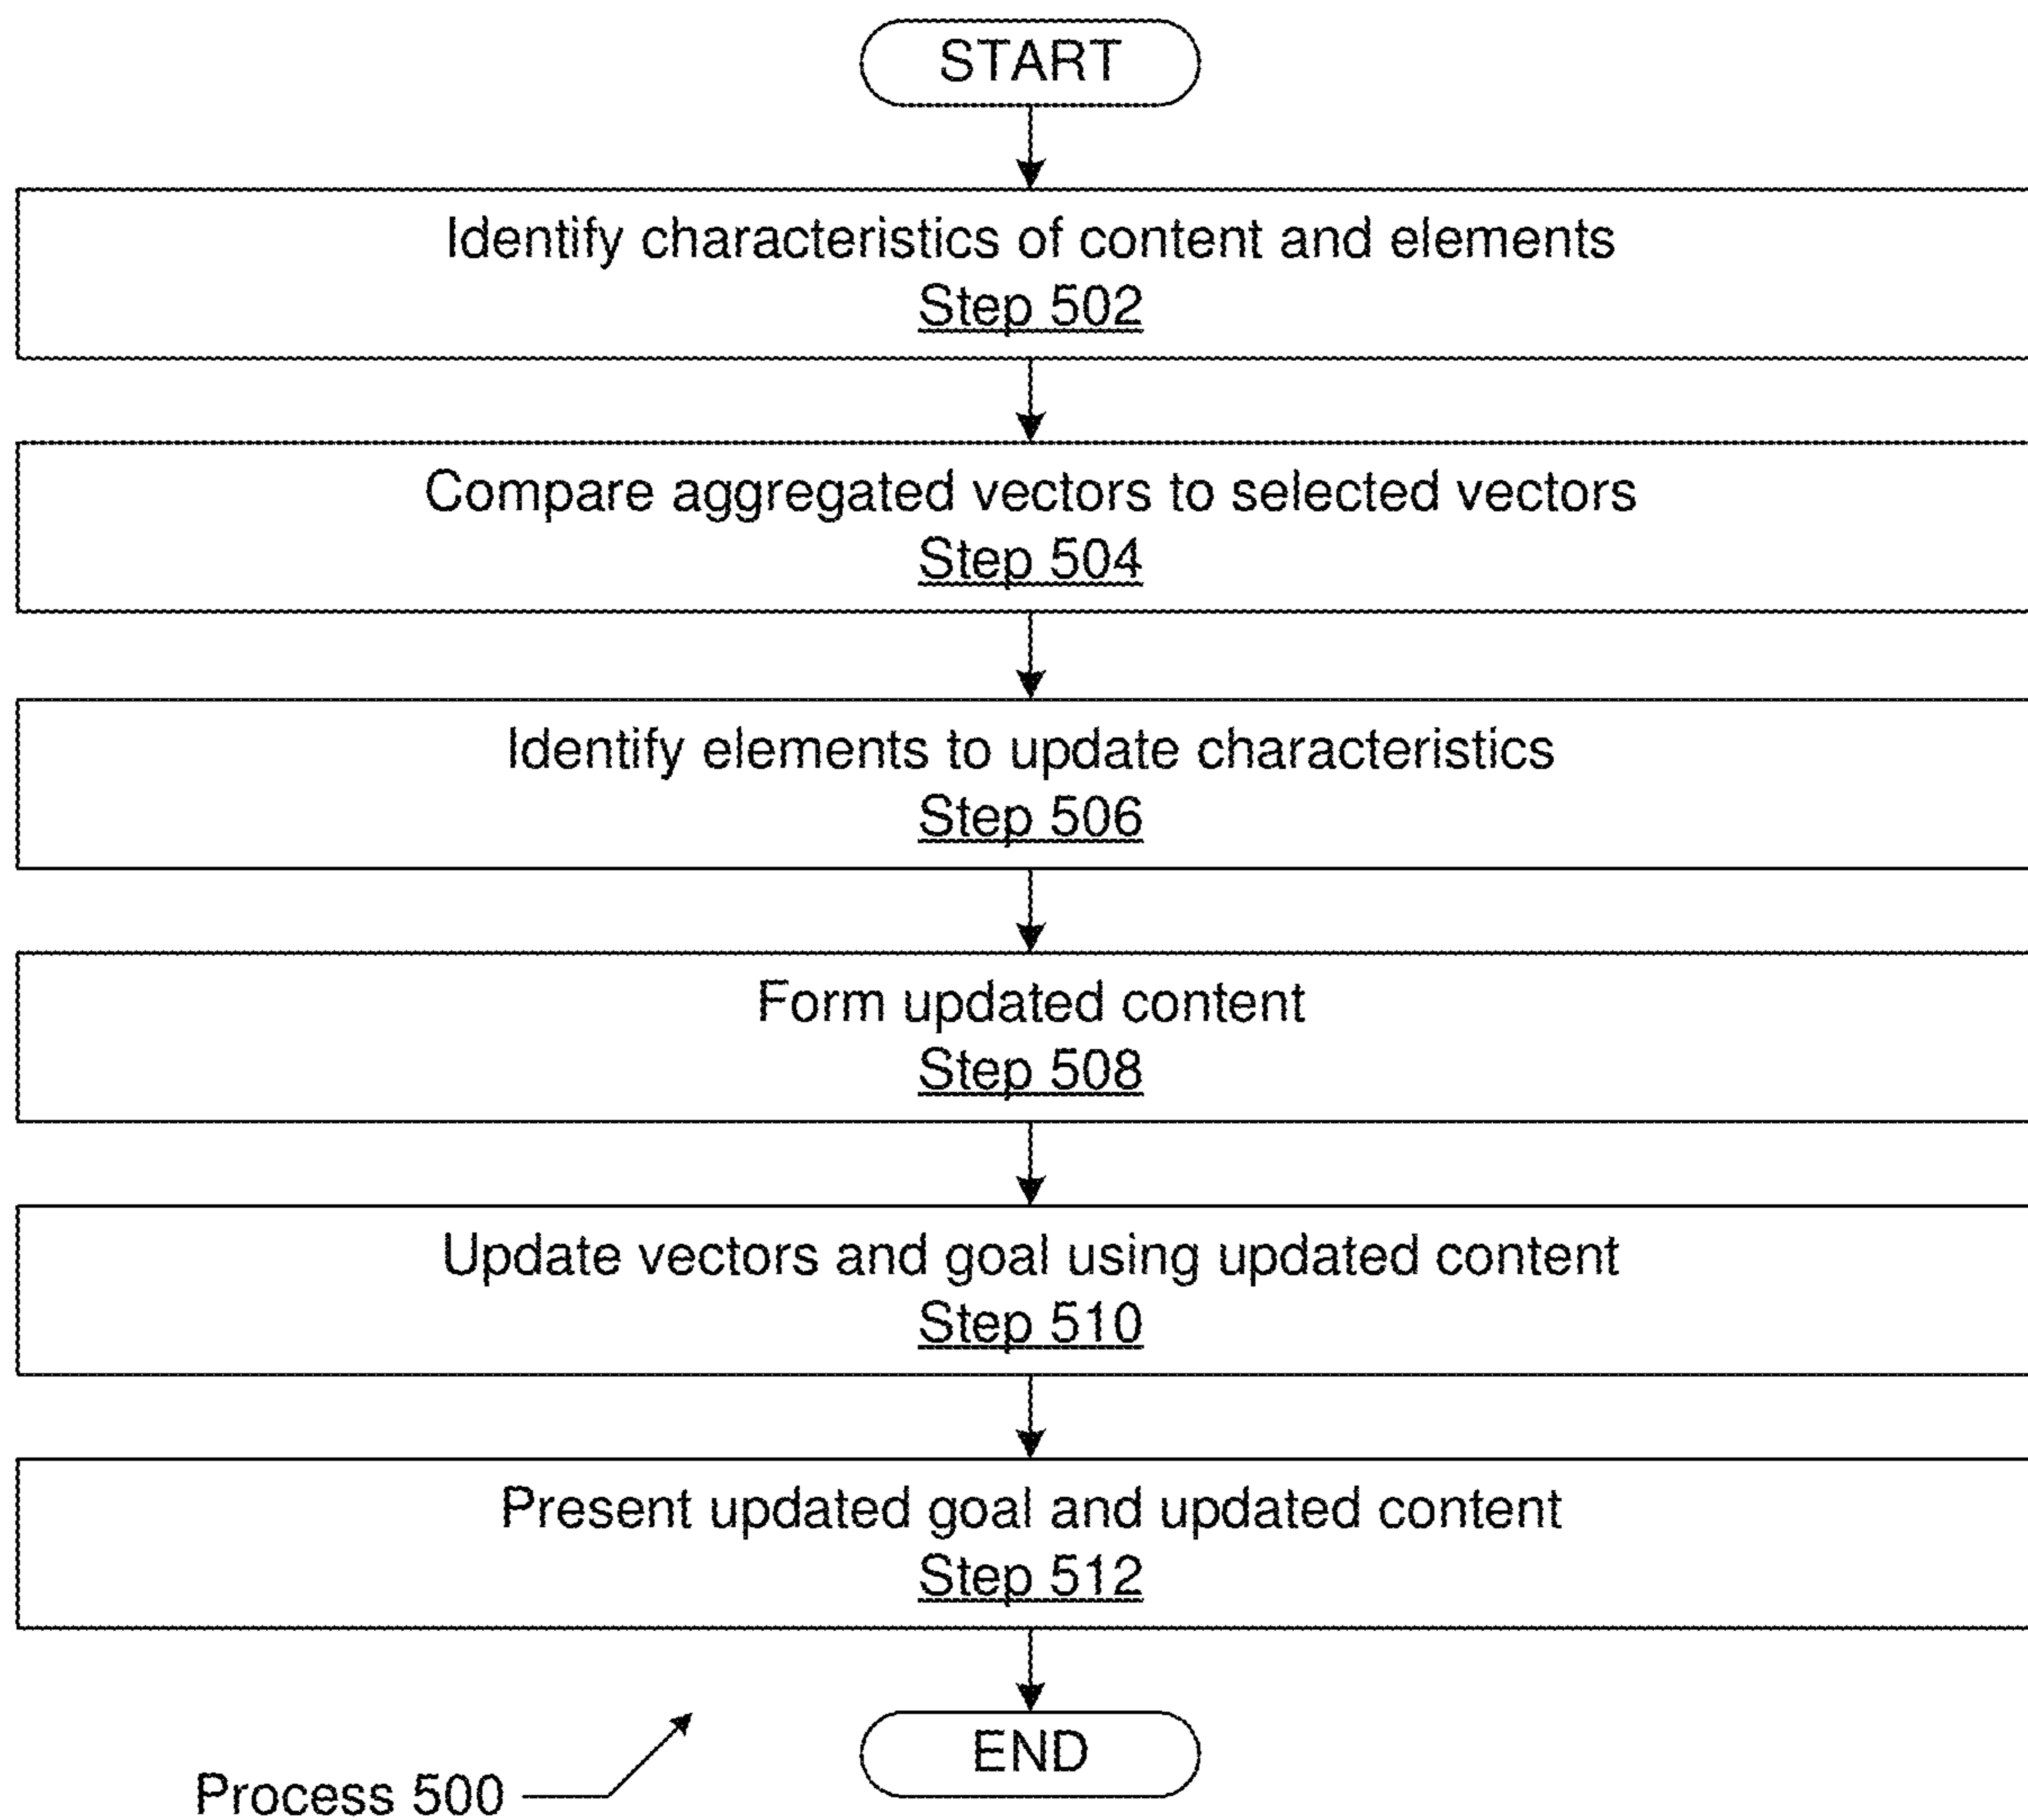 START
Identify characteristics of content and elements
Step 502
Compare aggregated vectors to selected vectors
Step 504
Identify elements to update characteristics
Step 506
Form updated content
Step 508
Update vectors and goal using updated content
Step 510
Present updated goal and updated content
Step 512
END
Process 500